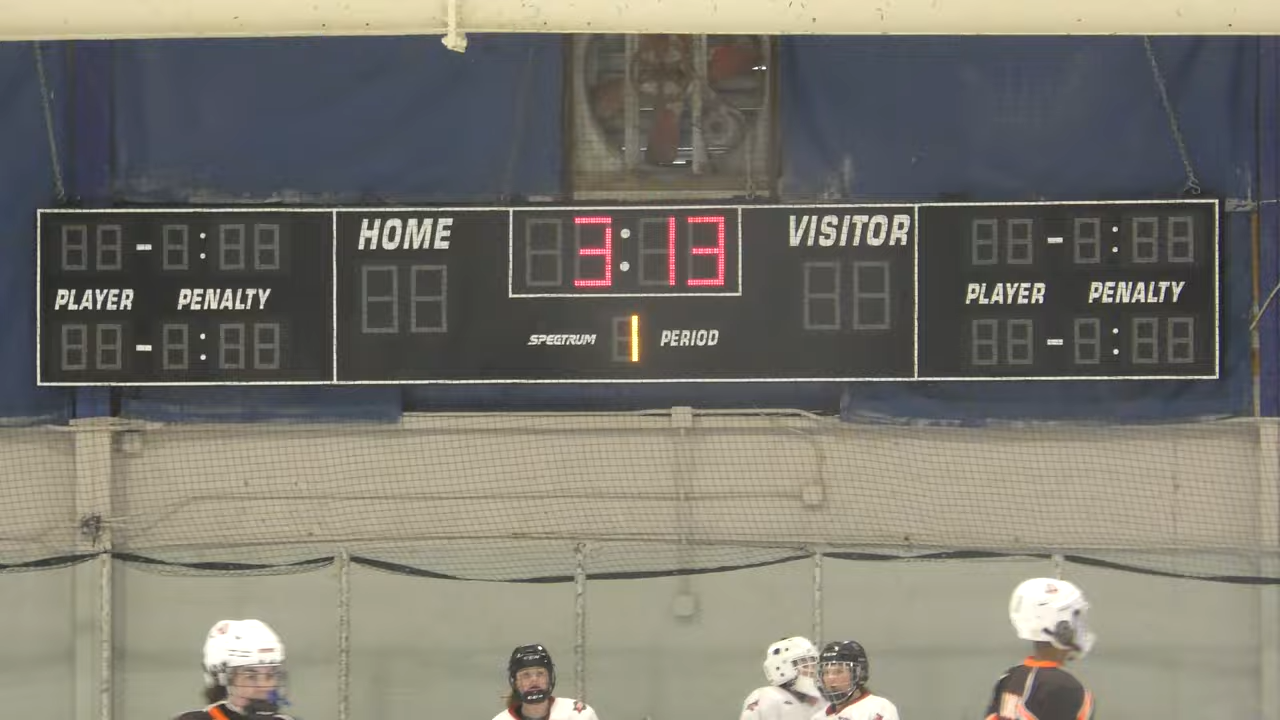 HOME 3:13 VISITOR
PLAYER PENALTY
SPECTRUM 1 PERIOD
PLAYER PENALTY